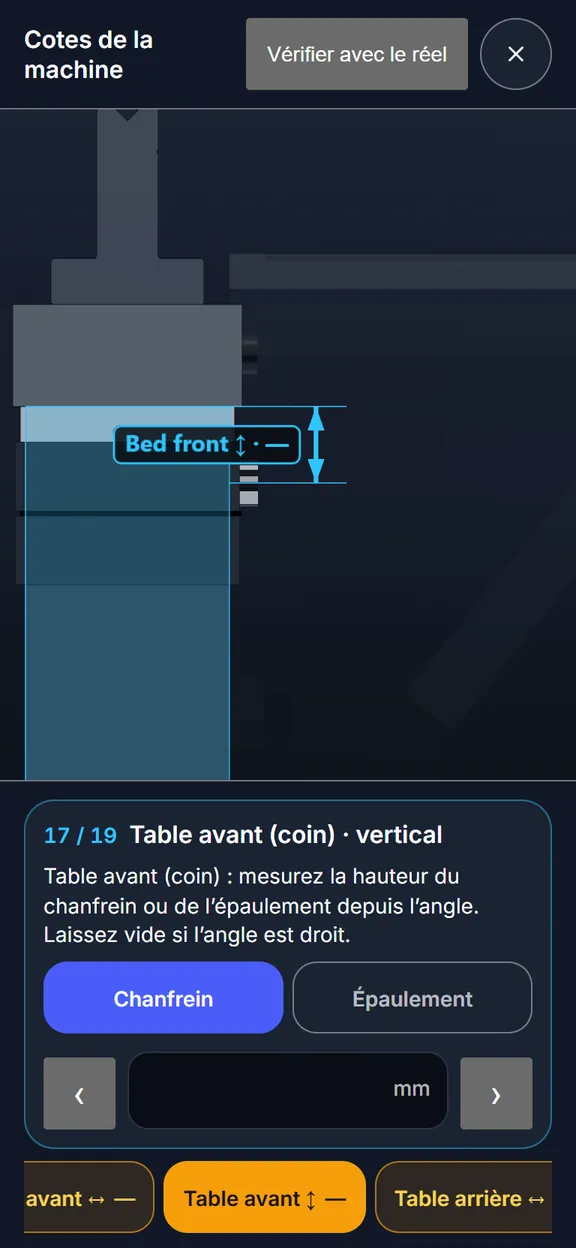 Cotes de la
machine
Vérifier avec le réel
×
Bed front ↕ · —
17 / 19 Table avant (coin) · vertical
Table avant (coin) : mesurez la hauteur du
chanfrein ou de l’épaulement depuis l’angle.
Laissez vide si l’angle est droit.
Chanfrein
Épaulement
‹
mm
›
avant ↔ —
Table avant ↕ —
Table arrière ↔